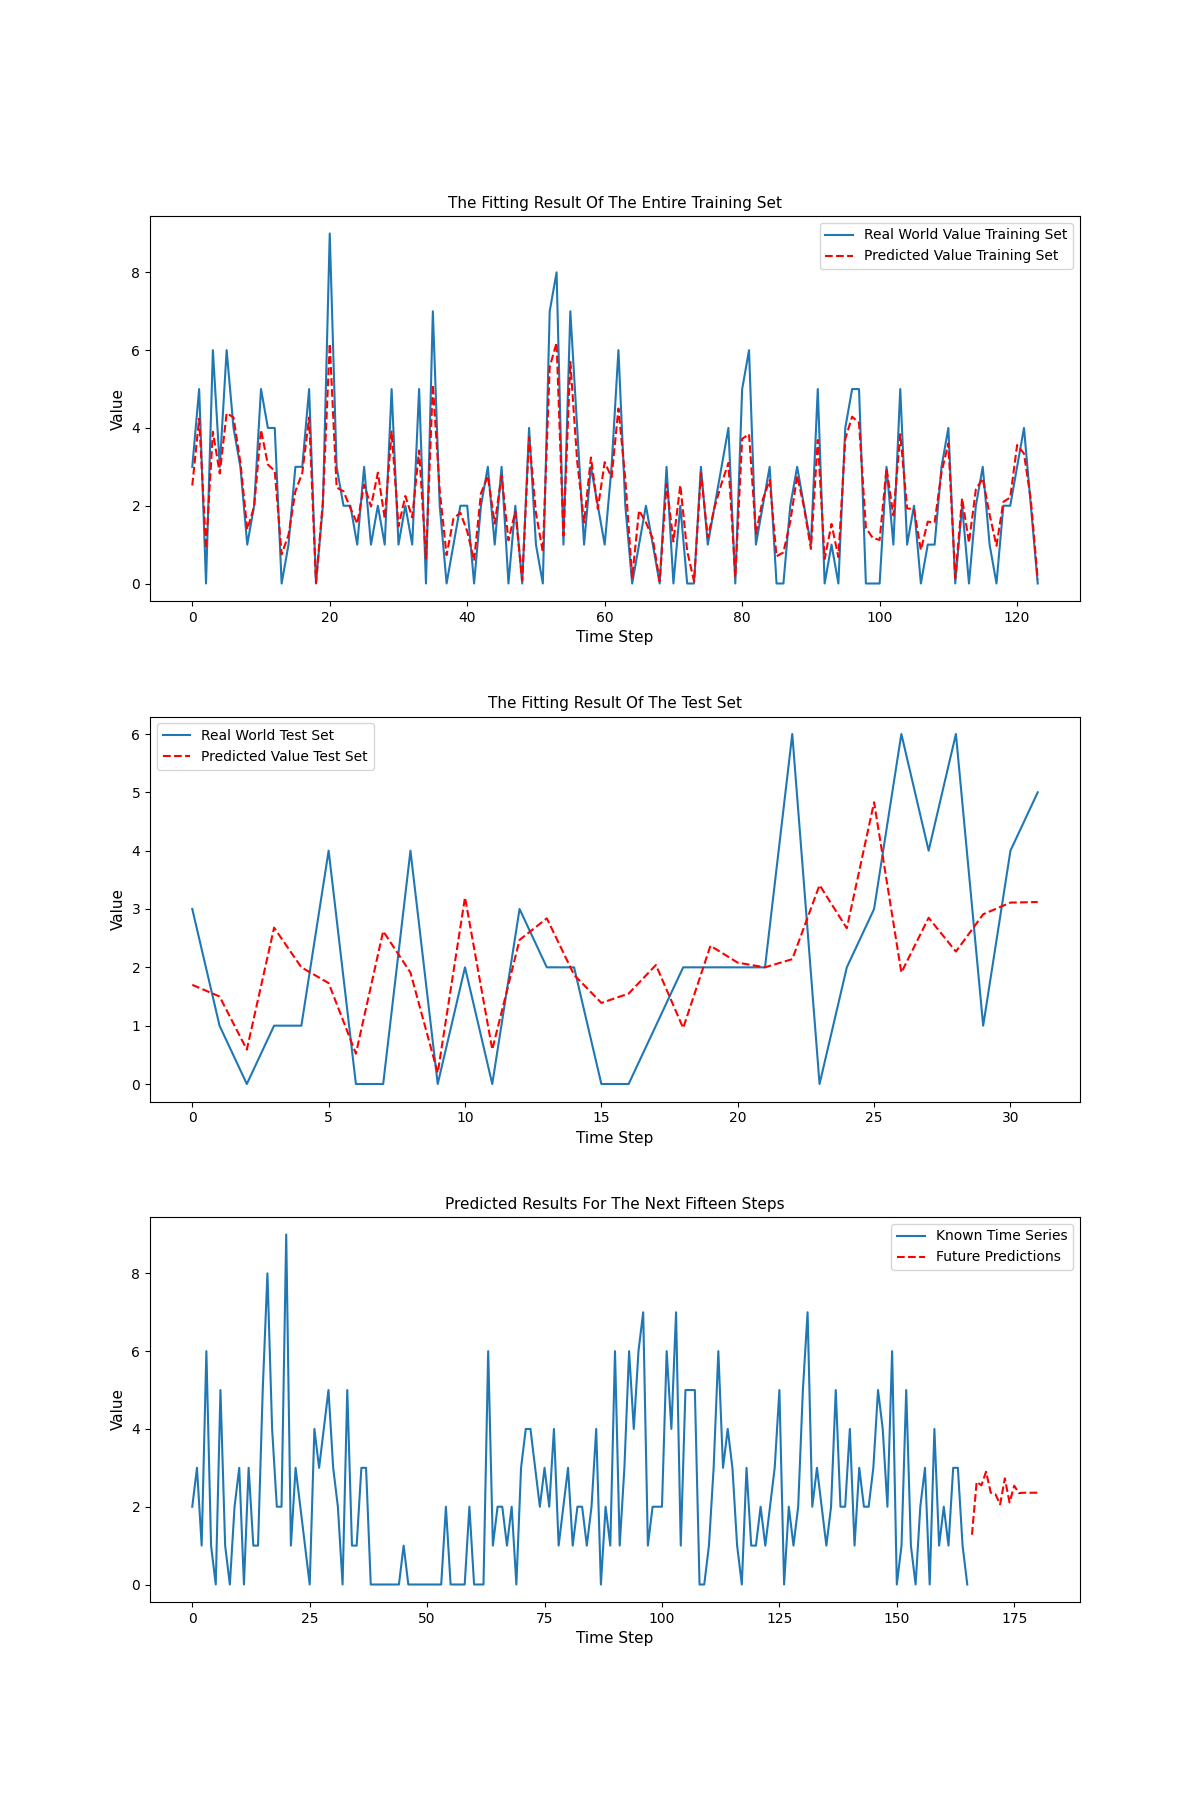 The Fitting Result Of The Entire Training Set
Real World Value Training Set
Predicted Value Training Set
Value
8
6
4
2
0
0 20 40 60 80 100 120
Time Step
The Fitting Result Of The Test Set
Real World Test Set
Predicted Value Test Set
Value
6
5
4
3
2
1
0
0 5 10 15 20 25 30
Time Step
Predicted Results For The Next Fifteen Steps
Known Time Series
Future Predictions
Value
8
6
4
2
0
0 25 50 75 100 125 150 175
Time Step